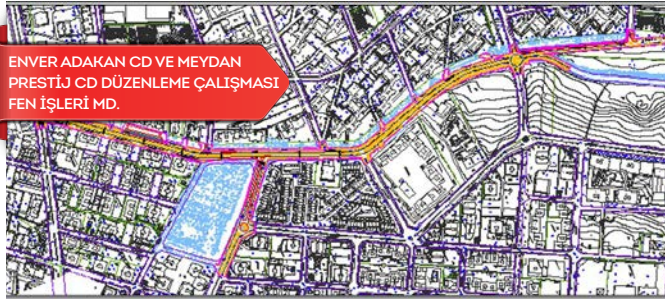 ENVER ADAKAN CD VE MEYDAN
PRESTİJ CD DÜZENLEME ÇALIŞMASI
FEN İŞLERİ MD.